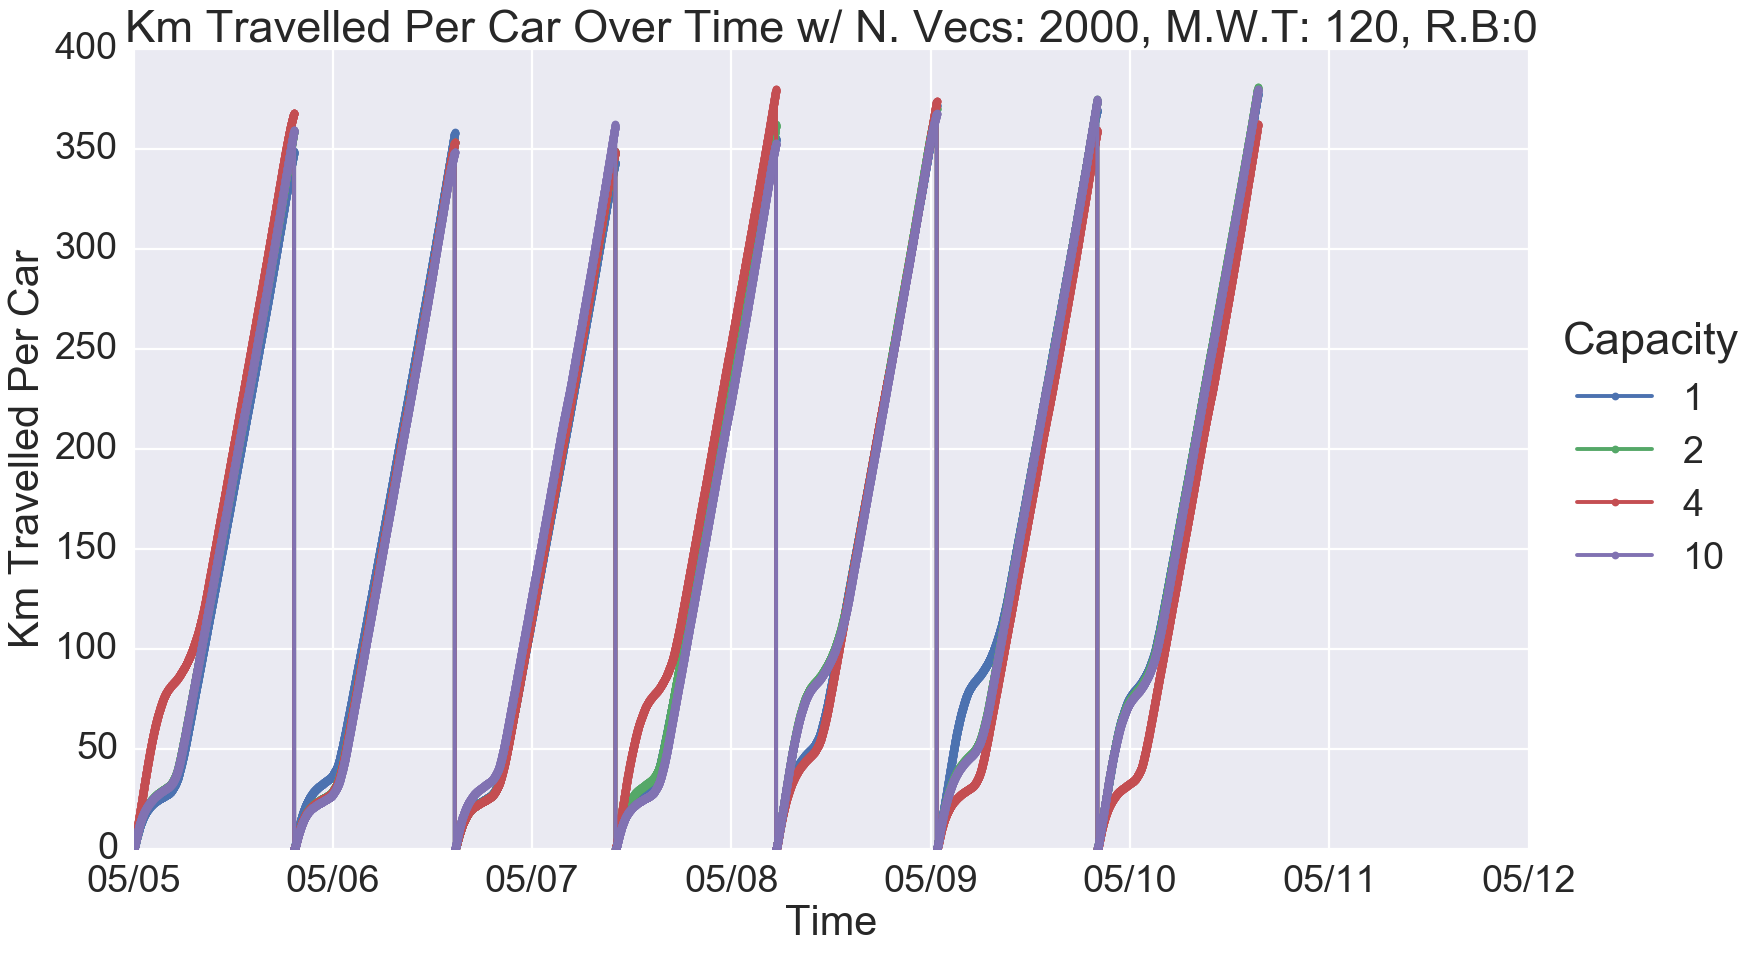 Km Travelled Per Car Over Time w/ N. Vecs: 2000, M.W.T: 120, R.B:0
400
350
300
250
200
150
100
50
0
Km Travelled Per Car
05/05 05/06 05/07 05/08 05/09 05/10 05/11 05/12
Time
Capacity
1
2
4
10